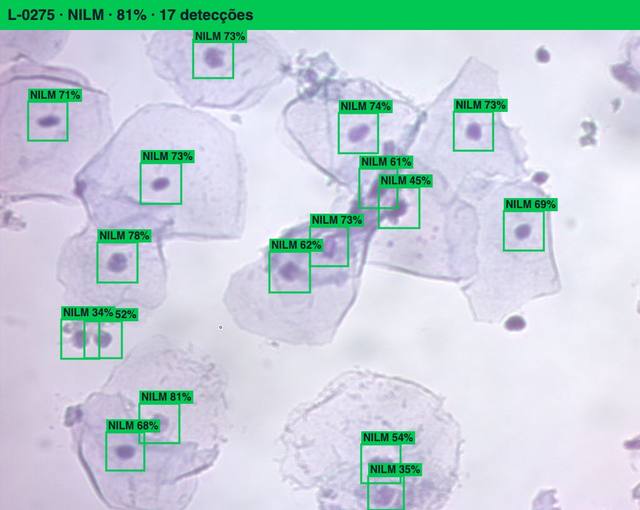 L-0275 · NILM · 81% · 17 detecções
NILM 73%
NILM 71%
NILM 74%
NILM 73%
NILM 73%
NILM 61%
NILM 45%
NILM 69%
NILM 73%
NILM 78%
NILM 62%
NILM 34%
52%
NILM 81%
NILM 68%
NILM 54%
NILM 35%